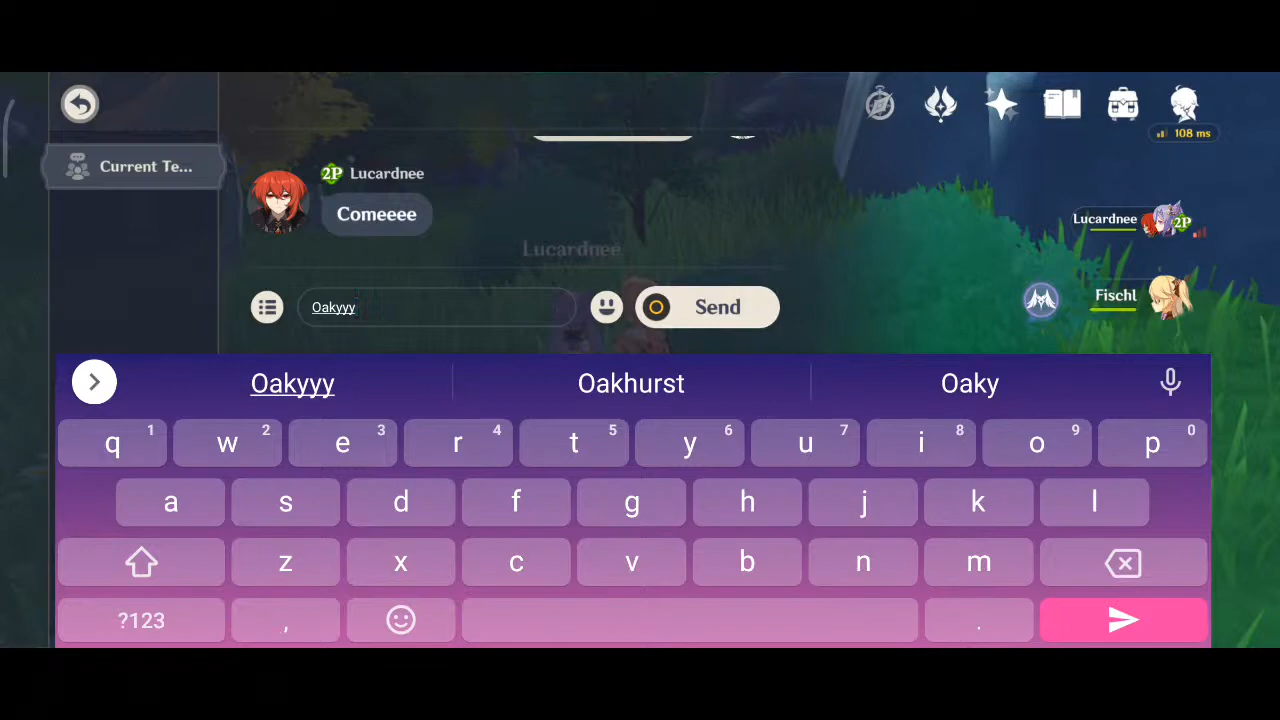 108 ms
Current Te...
2P Lucardnee
Comeeee
Lucardnee 2P
Lucardnee
Oakyyy
Send
Fischl
Oakyyy Oakhurst Oaky
q 1 w 2 e 3 r 4 t 5 y 6 u 7 i 8 o 9 p 0
a s d f g h j k l
z x c v b n m
?123 , .